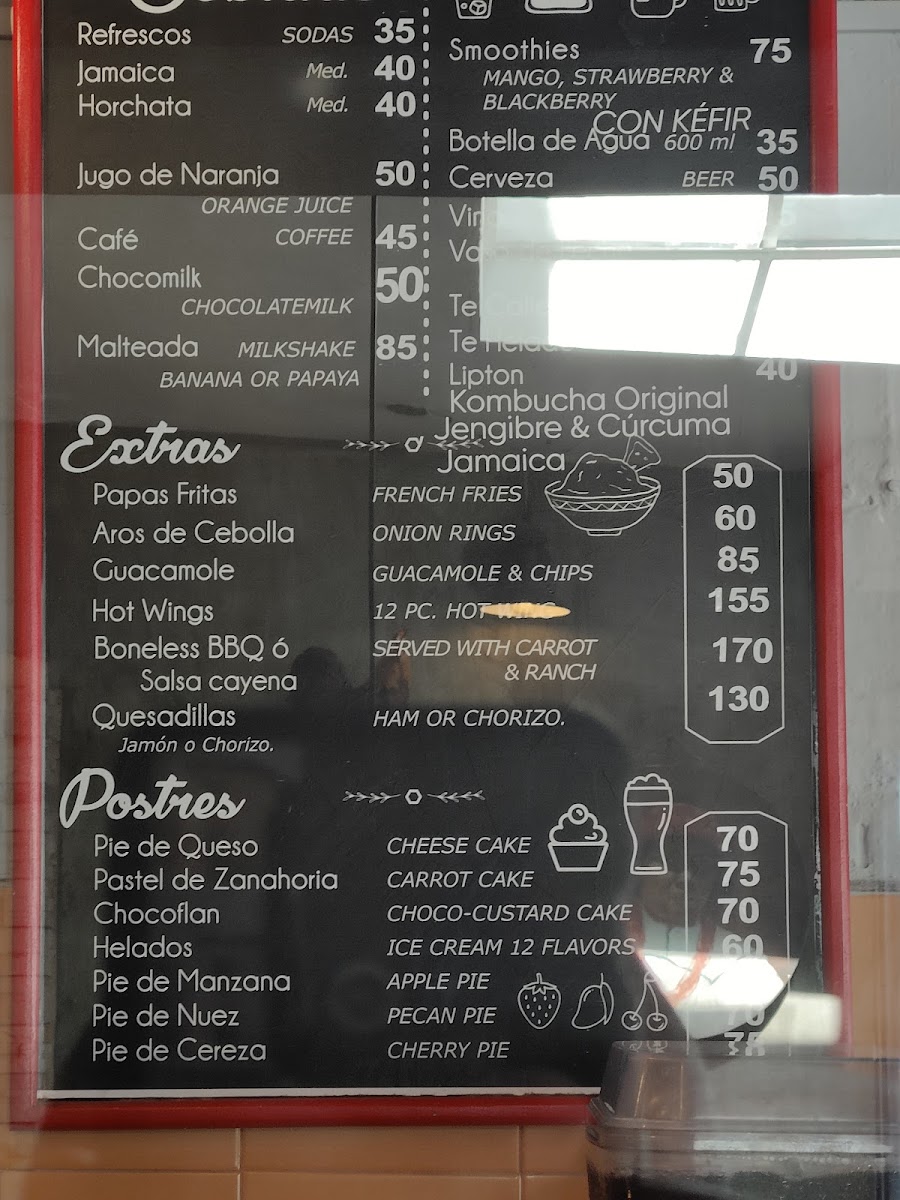 Refrescos SODAS 35
Jamaica Med. 40
Horchata Med. 40
Jugo de Naranja 50
ORANGE JUICE
Café COFFEE 45
Chocomilk 50
CHOCOLATEMILK
Malteada MILKSHAKE 85
BANANA OR PAPAYA
Smoothies 75
MANGO, STRAWBERRY &
BLACKBERRY
CON KÉFIR
Botella de Agua 600 ml 35
Cerveza BEER 50
Te
Te
40
Lipton
Kombucha Original
Jengibre & Cúrcuma
Jamaica
Extras
Papas Fritas FRENCH FRIES 50
Aros de Cebolla ONION RINGS 60
Guacamole GUACAMOLE & CHIPS 85
Hot Wings 12 PC. HOT 155
Boneless BBQ ó SERVED WITH CARROT 170
Salsa cayena & RANCH
Quesadillas HAM OR CHORIZO. 130
Jamón o Chorizo.
Postres
Pie de Queso CHEESE CAKE 70
Pastel de Zanahoria CARROT CAKE 75
Chocoflan CHOCO-CUSTARD CAKE 70
Helados ICE CREAM 12 FLAVORS 60
Pie de Manzana APPLE PIE
Pie de Nuez PECAN PIE 70
Pie de Cereza CHERRY PIE 75